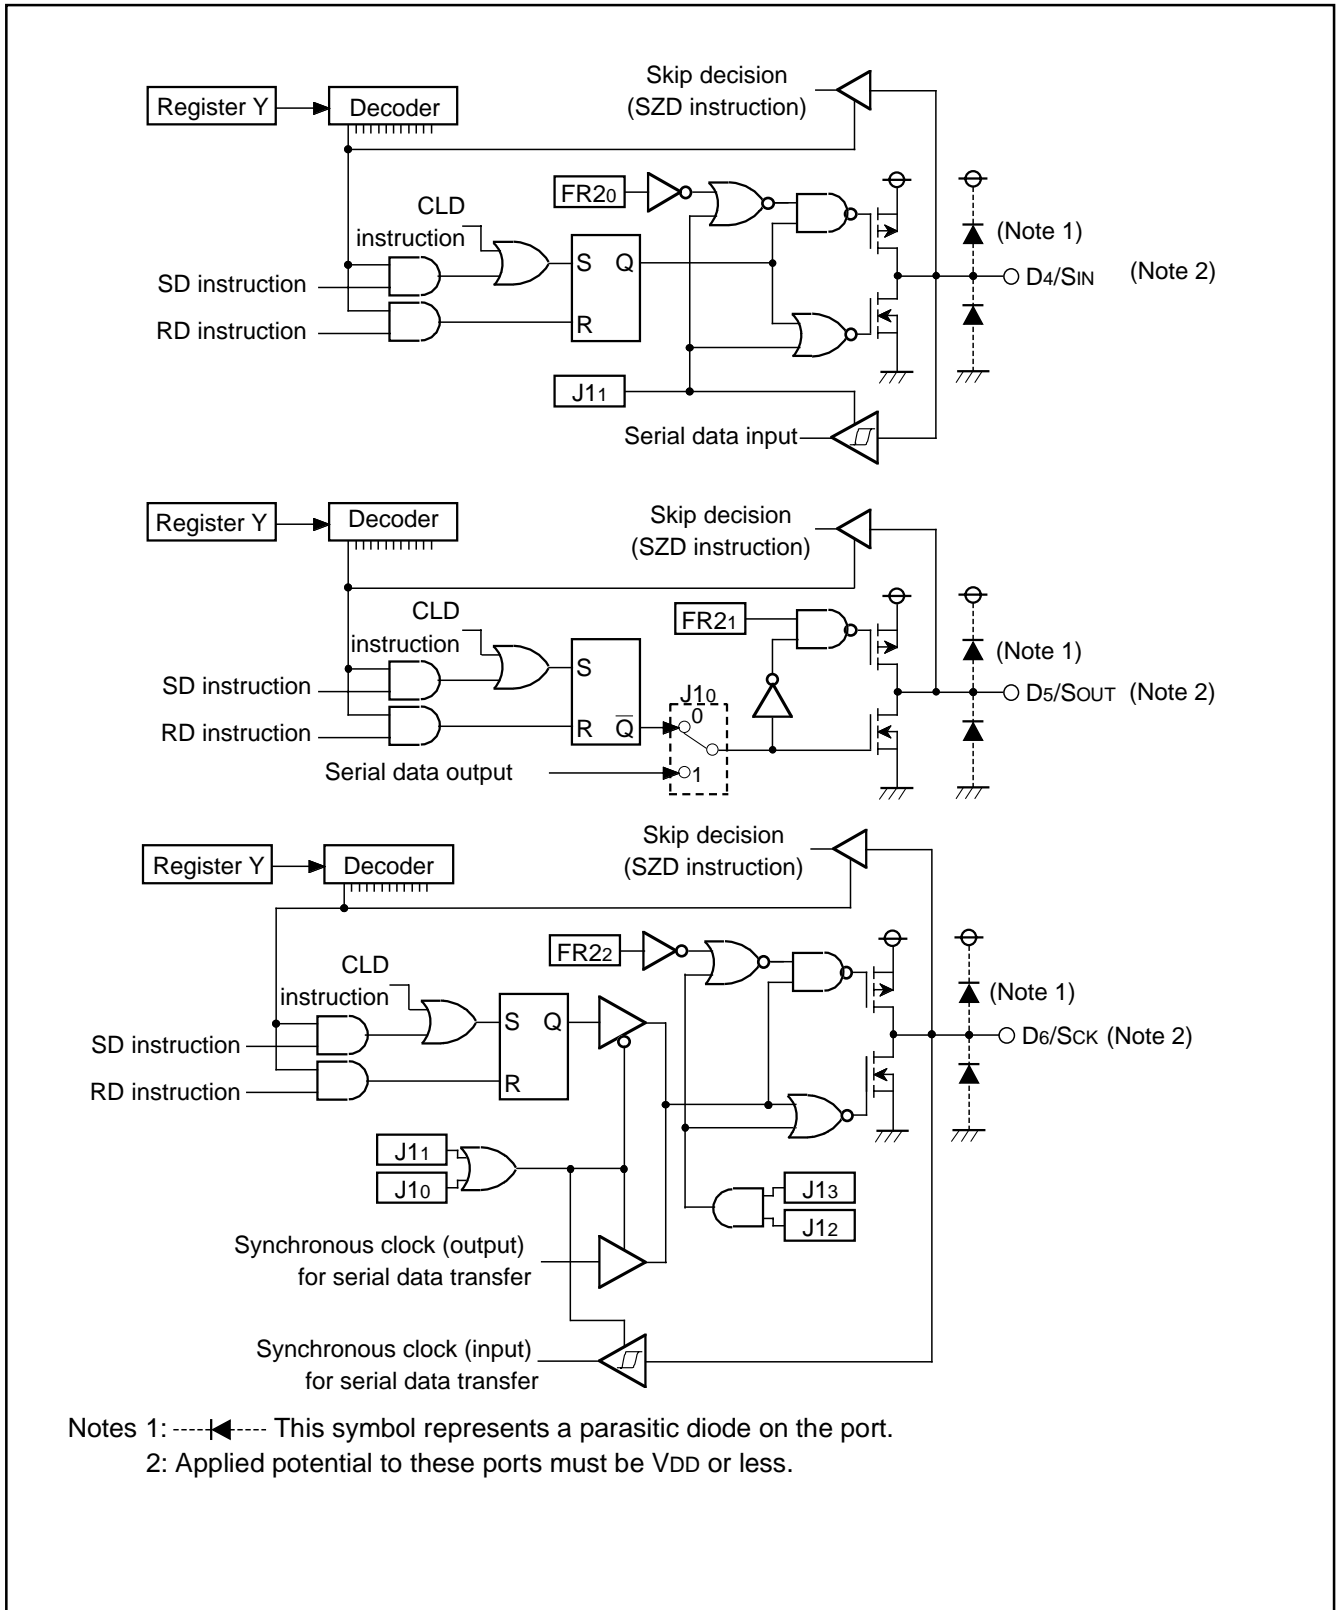 Skip decision
(SZD instruction)
Register Y
Decoder
FR20
CLD
instruction
(Note 1)
S
Q
D4/SIN
(Note 2)
SD instruction
RD instruction
R
J11
Serial data input
Register Y
Decoder
Skip decision
(SZD instruction)
CLD
instruction
FR21
(Note 1)
S
SD instruction
J10
D5/SOUT
(Note 2)
0
R
Q
RD instruction
Serial data output
1
Skip decision
(SZD instruction)
Register Y
Decoder
FR22
CLD
instruction
(Note 1)
S
Q
D6/SCK
(Note 2)
SD instruction
R
RD instruction
J11
J10
J13
J12
Synchronous clock (output)
for serial data transfer
Synchronous clock (input)
for serial data transfer
Notes 1: This symbol represents a parasitic diode on the port.
2: Applied potential to these ports must be VDD or less.